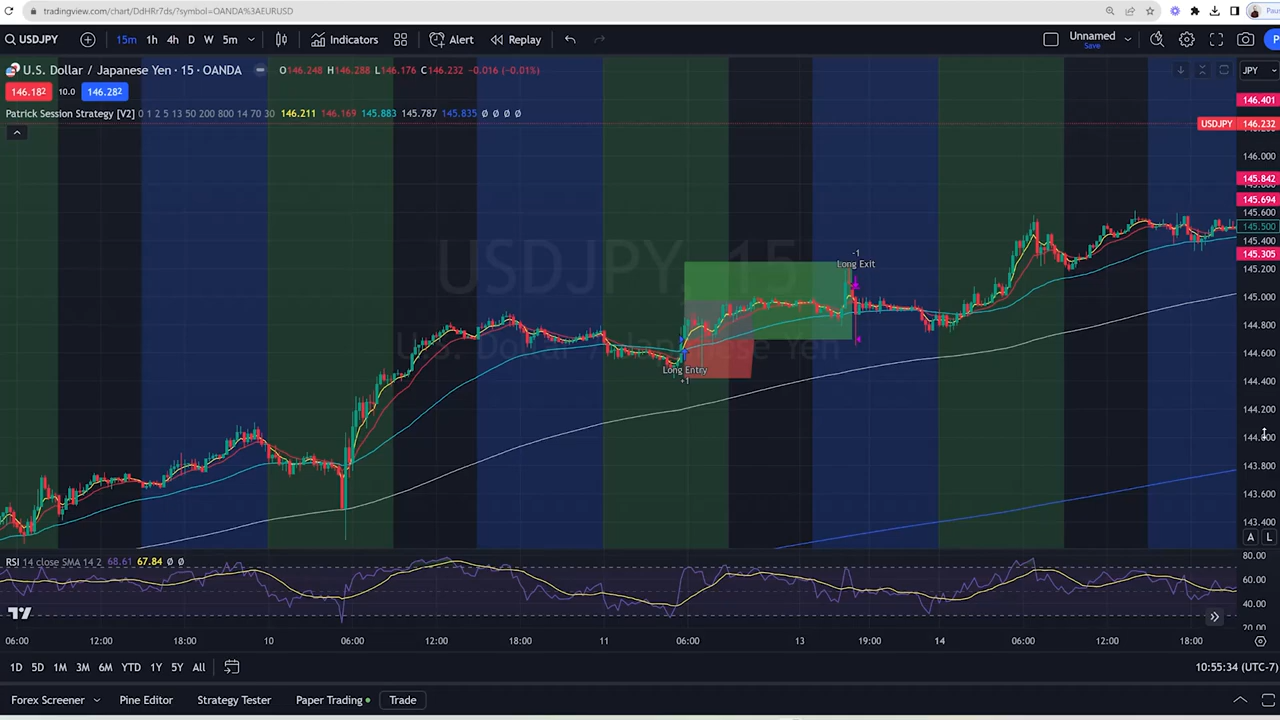 tradingview.com/chart/DdHRr7ds/?symbol=OANDA%3AEURUSD
USDJPY 15m 1h 4h D W 5m Indicators Alert Replay Unnamed
Save
U.S. Dollar / Japanese Yen · 15 · OANDA O146.248 H146.288 L146.176 C146.232 -0.016 (-0.01%) JPY
146.182 10.0 146.282
146.401
Patrick Session Strategy [V2] 0 1 2 5 13 50 200 800 14 70 30 146.211 146.169 145.883 145.787 145.835 Ø Ø Ø Ø
USDJPY 146.232
146.000
145.842
145.694
145.600
145.500
145.400
145.305
145.200
145.000
144.800
144.600
144.400
144.200
143.800
143.600
143.400
USDJPY, 15
U.S. Dollar / Japanese Yen
-1
Long Exit
Long Entry
+1
A L
RSI 14 close SMA 14 2 68.61 67.84 Ø Ø
80.00
60.00
40.00
06:00 12:00 18:00 10 06:00 12:00 18:00 11 06:00 13 19:00 14 06:00 12:00 18:00
1D 5D 1M 3M 6M YTD 1Y 5Y All 10:55:34 (UTC-7)
Forex Screener Pine Editor Strategy Tester Paper Trading Trade